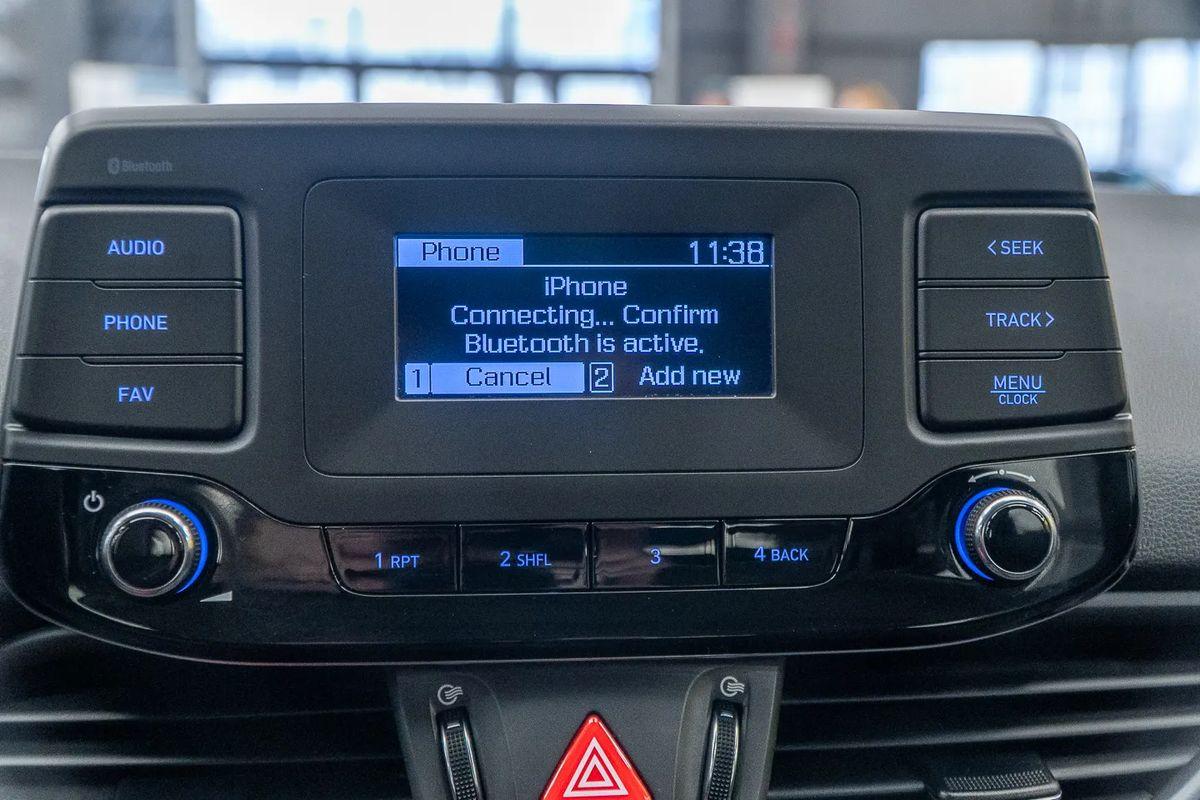 Bluetooth
AUDIO
PHONE
FAV
Phone 11:38
iPhone
Connecting... Confirm
Bluetooth is active.
1 Cancel 2 Add new
<SEEK
TRACK>
MENU
CLOCK
1 RPT
2 SHFL
3
4 BACK